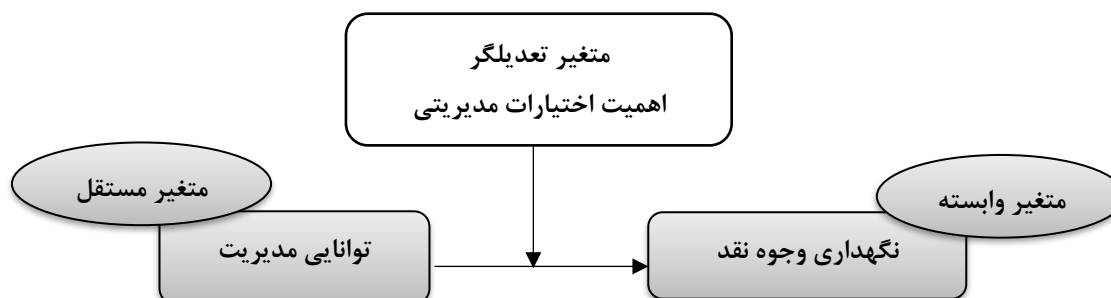 متغیر تعدیلگر
اهمیت اختیارات مدیریتی
متغیر وابسته
متغیر مستقل
نگهداری وجوه نقد
توانایی مدیریت